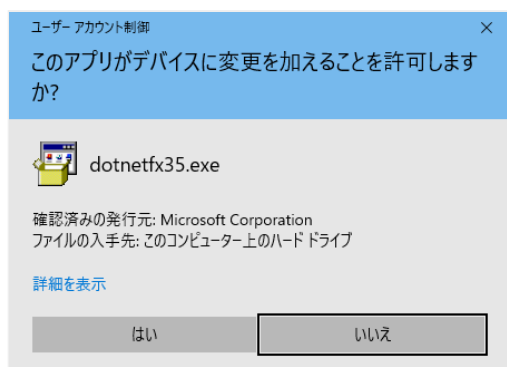 ユーザー アカウント制御
このアプリがデバイスに変更を加えることを許可します
か?
dotnetfx35.exe
確認済みの発行元: Microsoft Corporation
ファイルの入手先: このコンピューター上のハード ドライブ
詳細を表示
はい
いいえ